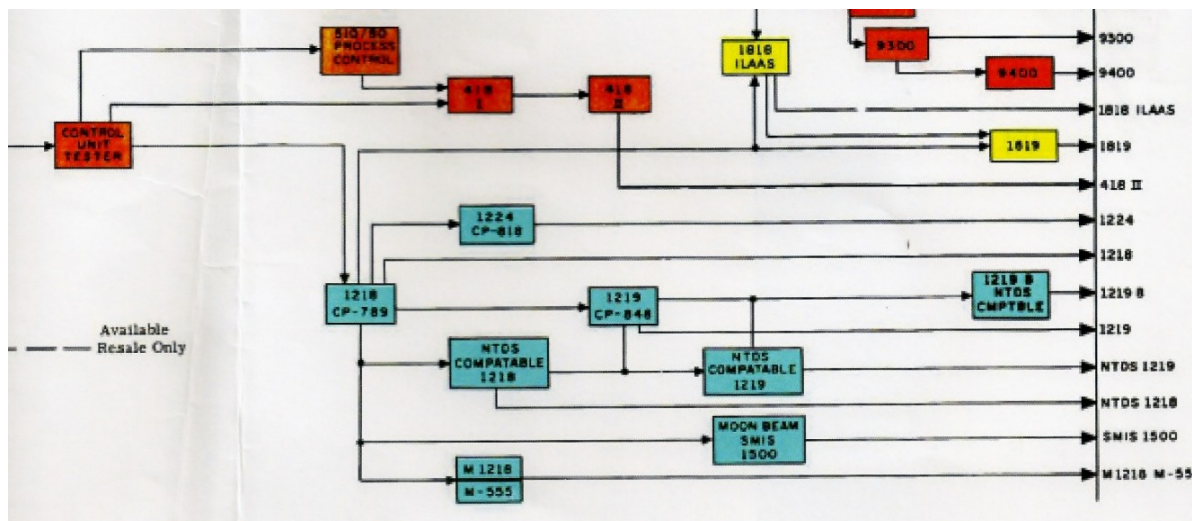 510/50
PROCESS
CONTROL
1818
ILAAS
9300
9300
9400
9400
418
I
418
II
1818 ILAAS
CONTROL
UNIT
TESTER
1819
1819
418 II
1224
CP-818
1224
1218
1218
CP-789
1219
CP-848
1219 B
NTDS
CMPTBLE
1219 B
1219
Available
Resale Only
NTDS
COMPATABLE
1218
NTDS
COMPATABLE
1219
NTDS 1219
NTDS 1218
MOON BEAM
SMIS
1500
SMIS 1500
M 1218
M-555
M 1218 M-55